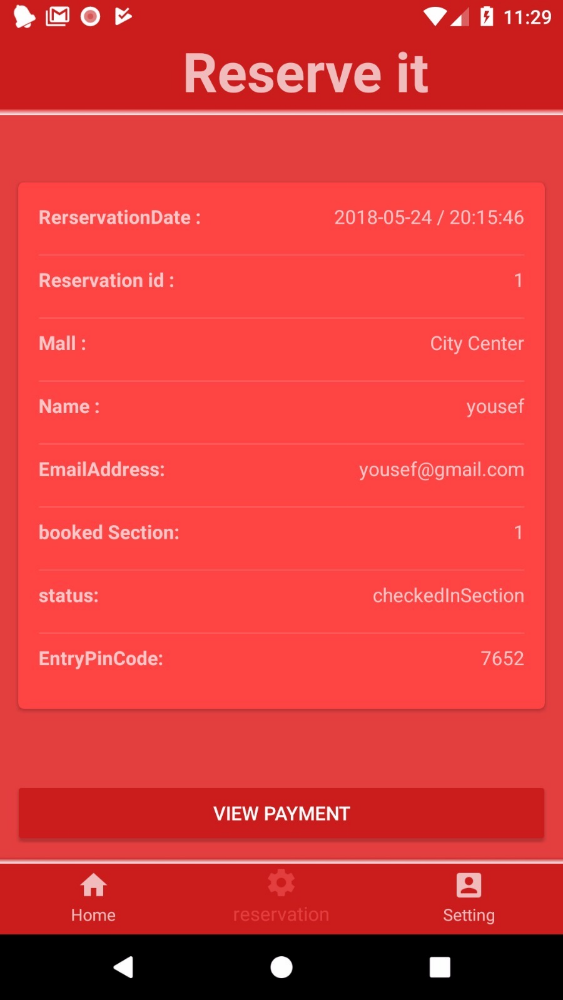 11:29
Reserve it
RerservationDate : 2018-05-24 / 20:15:46
Reservation id : 1
Mall : City Center
Name : yousef
EmailAddress: yousef@gmail.com
booked Section: 1
status: checkedInSection
EntryPinCode: 7652
VIEW PAYMENT
Home reservation Setting